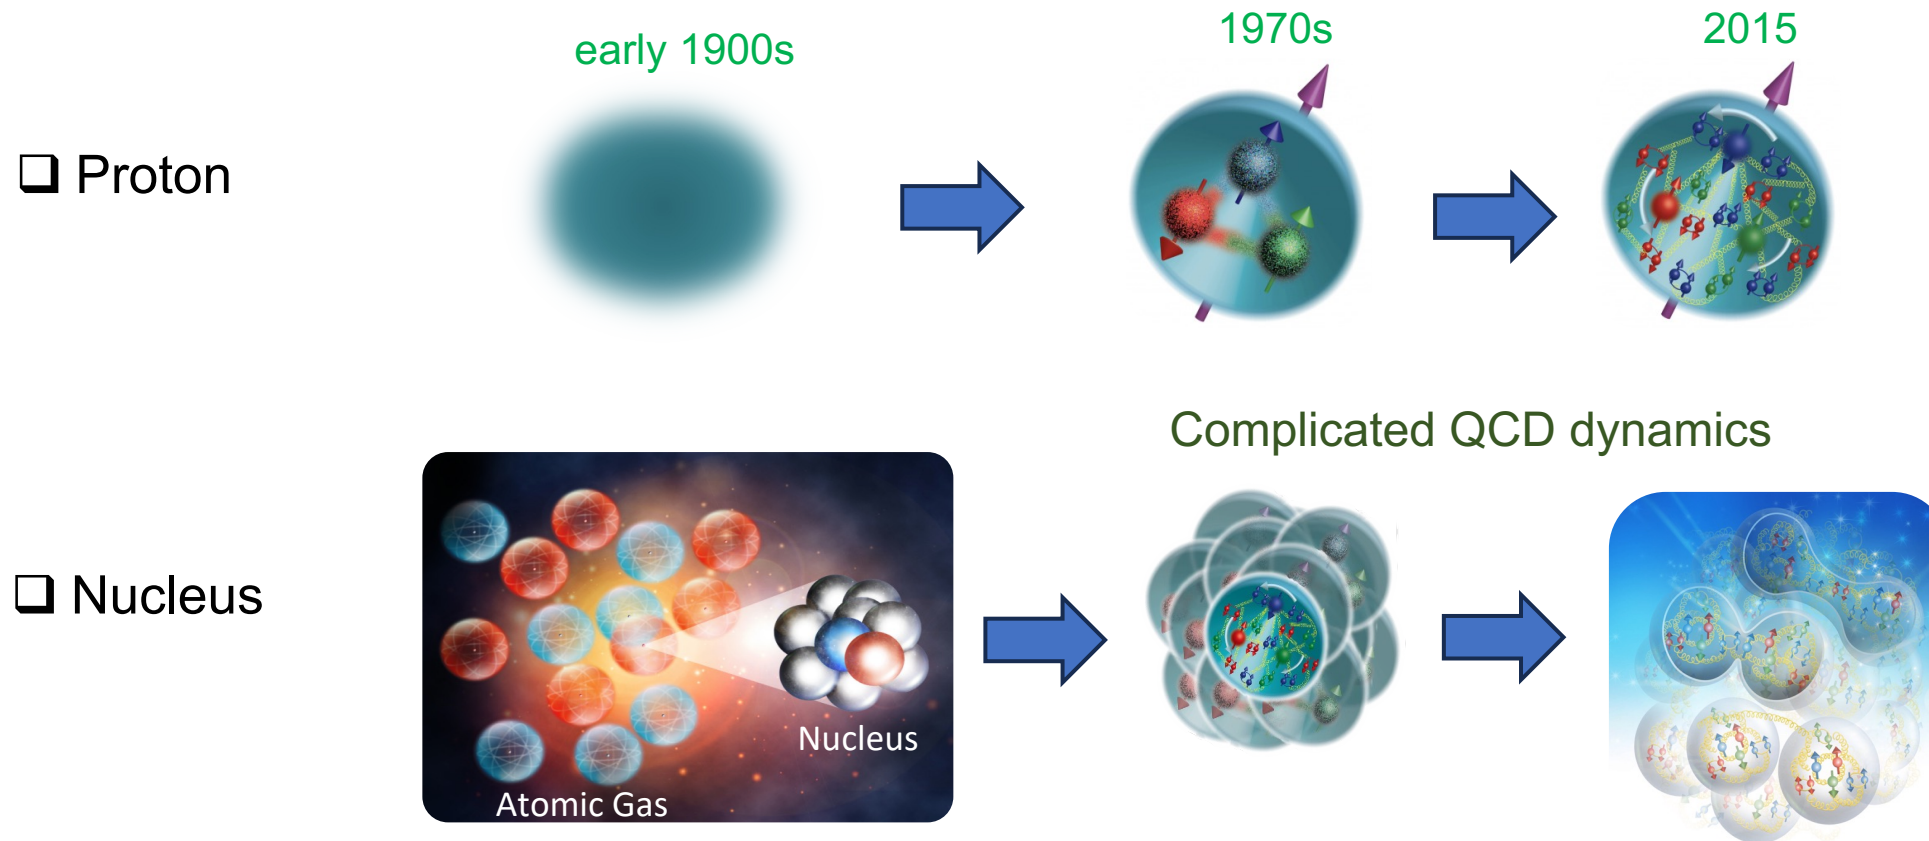 early 1900s
1970s
2015
Proton
Complicated QCD dynamics
Nucleus
Nucleus
Atomic Gas